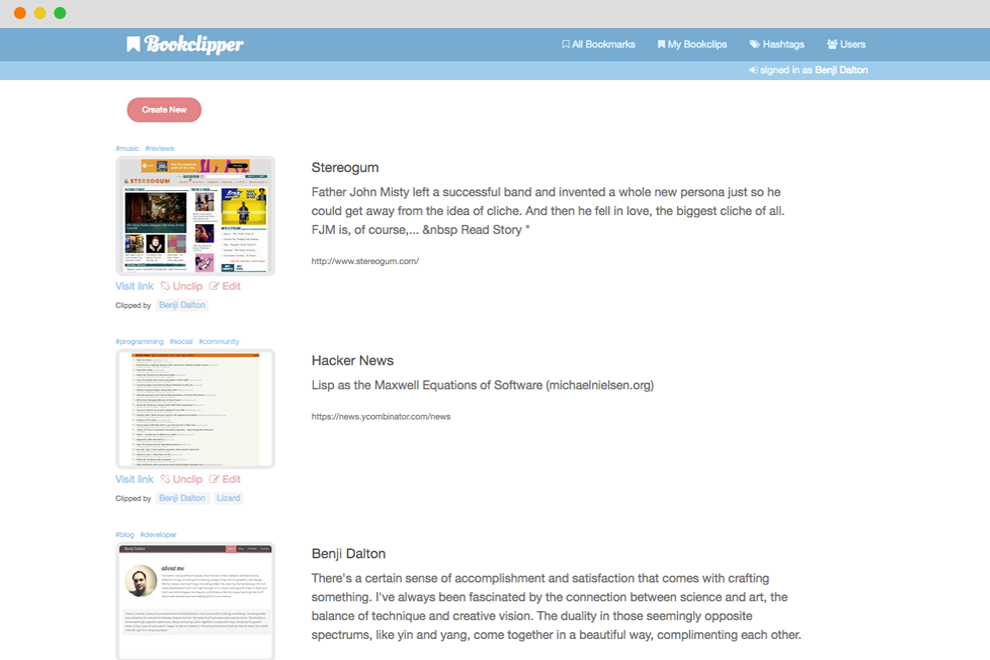 Bookclipper
All Bookmarks My Bookclips Hashtags Users
signed in as Benji Dalton
Create New
#music #reviews
STEREOGUM
Stereogum
Father John Misty left a successful band and invented a whole new persona just so he
could get away from the idea of cliche. And then he fell in love, the biggest cliche of all.
FJM is, of course,... &nbsp Read Story "
http://www.stereogum.com/
Visit link Unclip Edit
Clipped by Benji Dalton
#programming #social #community
Hacker News
Lisp as the Maxwell Equations of Software (michaelnielsen.org)
https://news.ycombinator.com/news
Visit link Unclip Edit
Clipped by Benji Dalton Lizard
#blog #developer
Benji Dalton
about me
Benji Dalton
There's a certain sense of accomplishment and satisfaction that comes with crafting
something. I've always been fascinated by the connection between science and art, the
balance of technique and creative vision. The duality in those seemingly opposite
spectrums, like yin and yang, come together in a beautiful way, complimenting each other.